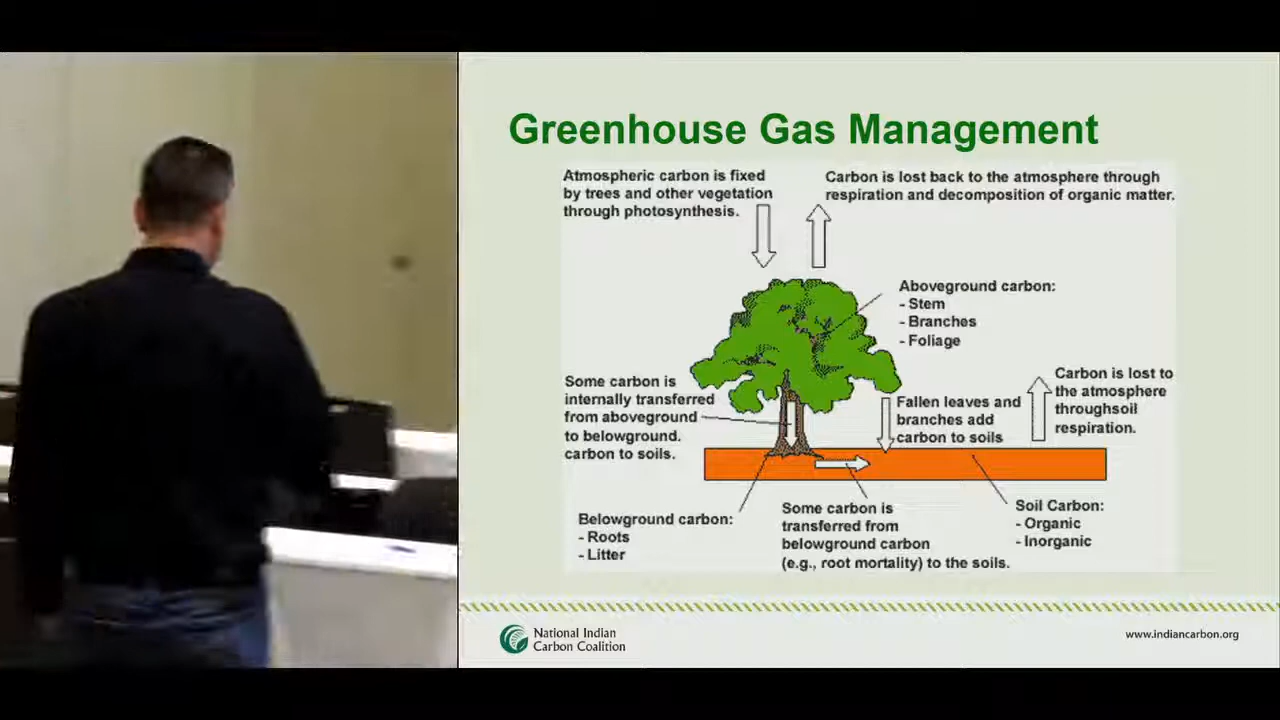 Greenhouse Gas Management
Atmospheric carbon is fixed
by trees and other vegetation
through photosynthesis.
Carbon is lost back to the atmosphere through
respiration and decomposition of organic matter.
Aboveground carbon:
- Stem
- Branches
- Foliage
Some carbon is
internally transferred
from aboveground
to belowground.
carbon to soils.
Fallen leaves and
branches add
carbon to soils
Carbon is lost to
the atmosphere
throughsoil
respiration.
Belowground carbon:
- Roots
- Litter
Some carbon is
transferred from
belowground carbon
(e.g., root mortality) to the soils.
Soil Carbon:
- Organic
- Inorganic
National Indian
Carbon Coalition
www.indiancarbon.org